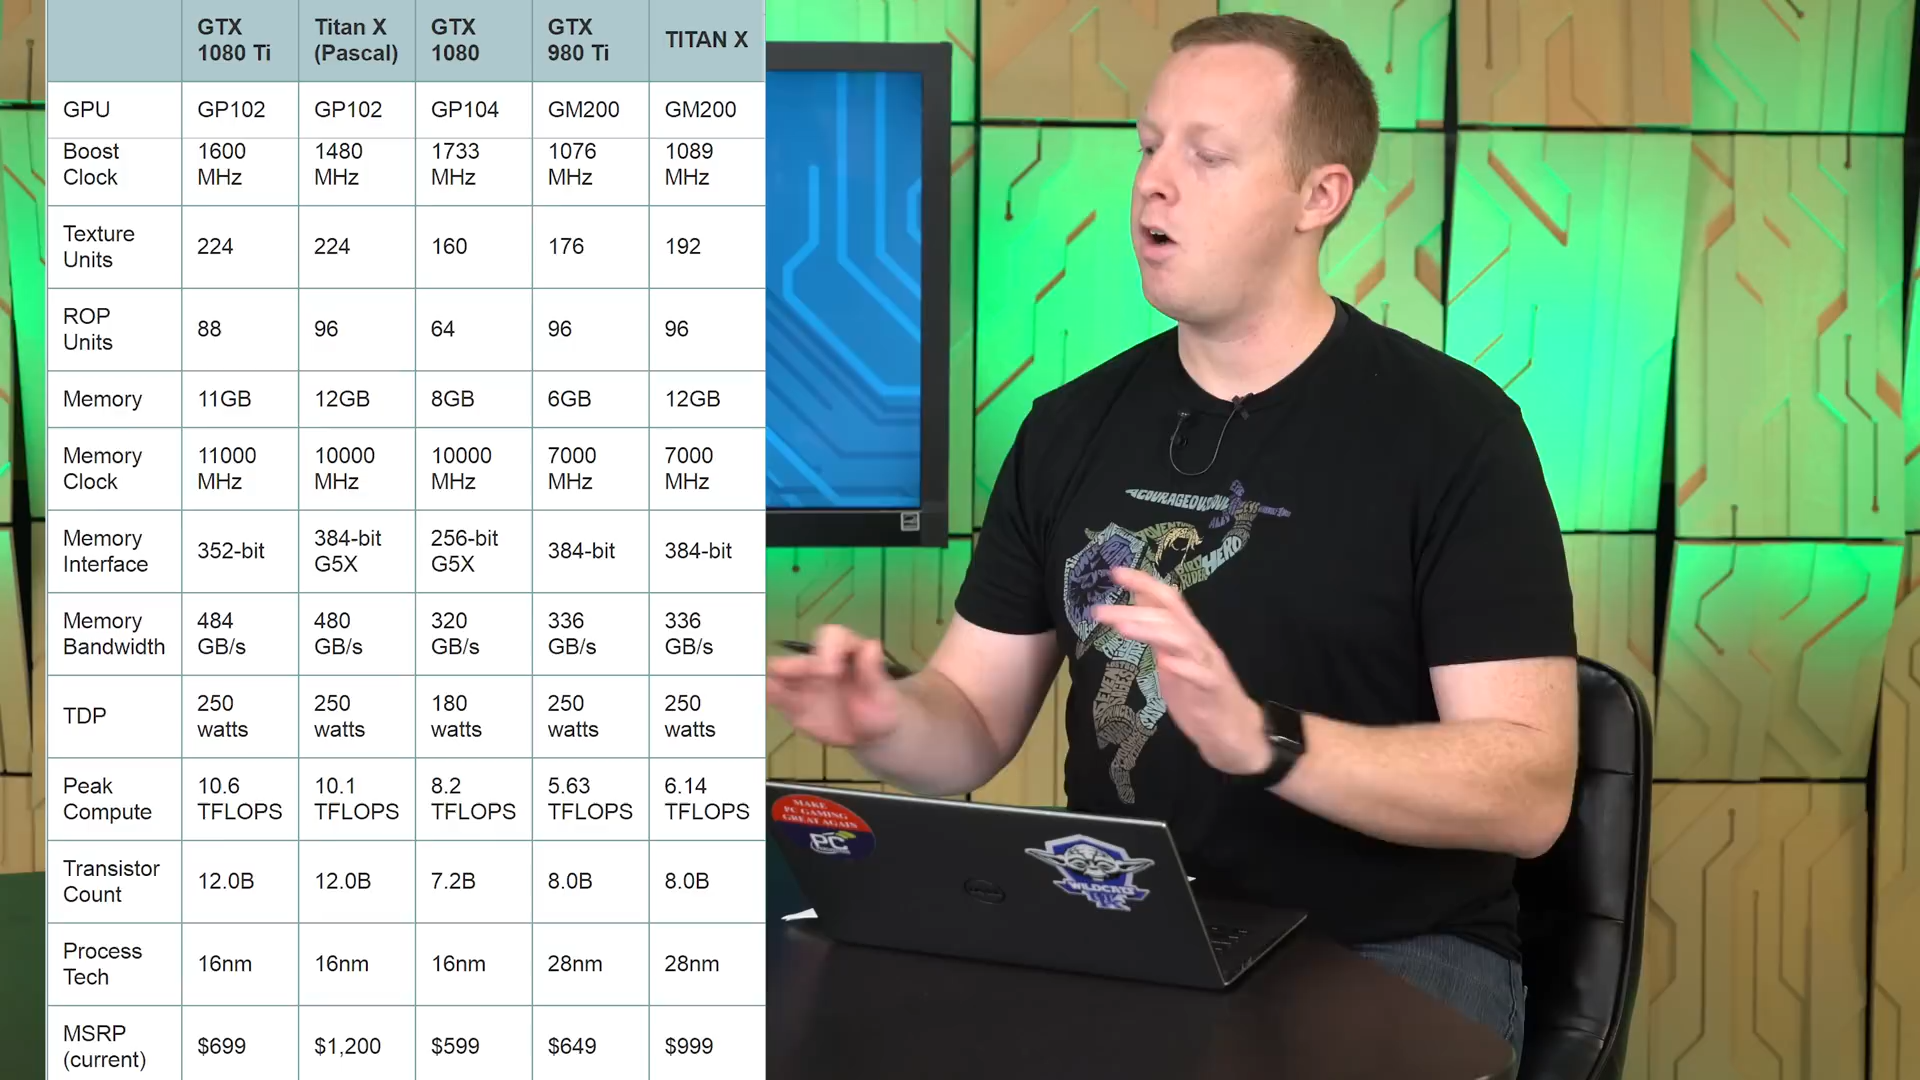 GTX 1080 Ti Titan X (Pascal) GTX 1080 GTX 980 Ti TITAN X
GPU GP102 GP102 GP104 GM200 GM200
Boost Clock 1600 MHz 1480 MHz 1733 MHz 1076 MHz 1089 MHz
Texture Units 224 224 160 176 192
ROP Units 88 96 64 96 96
Memory 11GB 12GB 8GB 6GB 12GB
Memory Clock 11000 MHz 10000 MHz 10000 MHz 7000 MHz 7000 MHz
Memory Interface 352-bit 384-bit G5X 256-bit G5X 384-bit 384-bit
Memory Bandwidth 484 GB/s 480 GB/s 320 GB/s 336 GB/s 336 GB/s
TDP 250 watts 250 watts 180 watts 250 watts 250 watts
Peak Compute 10.6 TFLOPS 10.1 TFLOPS 8.2 TFLOPS 5.63 TFLOPS 6.14 TFLOPS
Transistor Count 12.0B 12.0B 7.2B 8.0B 8.0B
Process Tech 16nm 16nm 16nm 28nm 28nm
MSRP (current) $699 $1,200 $599 $649 $999
COURAGEOUS
HERO
MAKE
PC GAMING
GREAT AGAIN
PC
WILDCATS